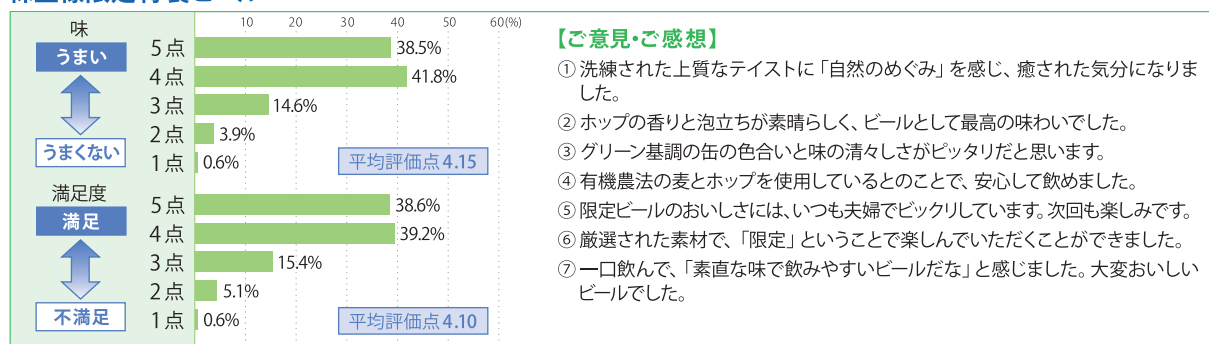 10 20 30 40 50 60(%)
味
うまい
うまくない
5点 38.5%
4点 41.8%
3点 14.6%
2点 3.9%
1点 0.6%
平均評価点4.15
満足度
満足
不満足
5点 38.6%
4点 39.2%
3点 15.4%
2点 5.1%
1点 0.6%
平均評価点4.10
【ご意見・ご感想】
①洗練された上質なテイストに「自然のめぐみ」を感じ、癒された気分になりま
した。
②ホップの香りと泡立ちが素晴らしく、ビールとして最高の味わいでした。
③グリーン基調の缶の色合いと味の清々しさがピッタリだと思います。
④有機農法の麦とホップを使用しているとのことで、安心して飲めました。
⑤限定ビールのおいしさには、いつも夫婦でビックリしています。次回も楽しみです。
⑥厳選された素材で、「限定」ということで楽しんでいただくことができました。
⑦一口飲んで、「素直な味で飲みやすいビールだな」と感じました。大変おいしい
ビールでした。